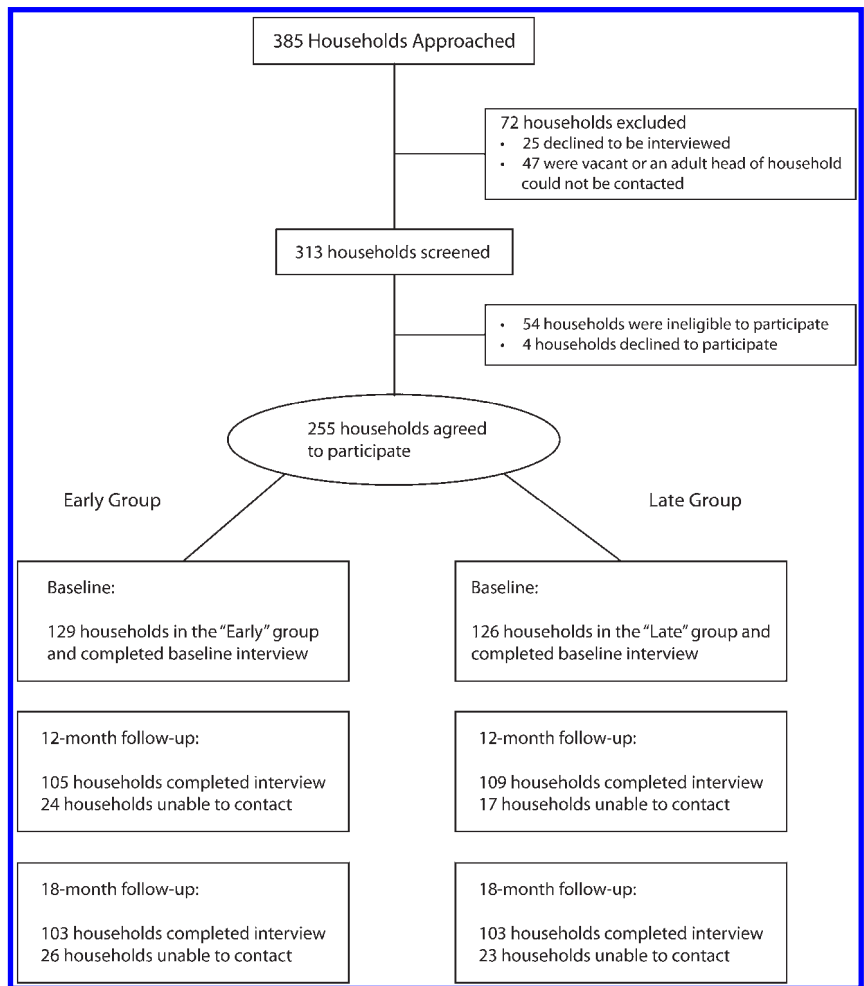 385 Households Approached
72 households excluded
• 25 declined to be interviewed
• 47 were vacant or an adult head of household
could not be contacted
313 households screened
• 54 households were ineligible to participate
• 4 households declined to participate
255 households agreed
to participate
Early Group
Late Group
Baseline:
129 households in the “Early” group
and completed baseline interview
Baseline:
126 households in the “Late” group and
completed baseline interview
12-month follow-up:
105 households completed interview
24 households unable to contact
12-month follow-up:
109 households completed interview
17 households unable to contact
18-month follow-up:
103 households completed interview
26 households unable to contact
18-month follow-up:
103 households completed interview
23 households unable to contact